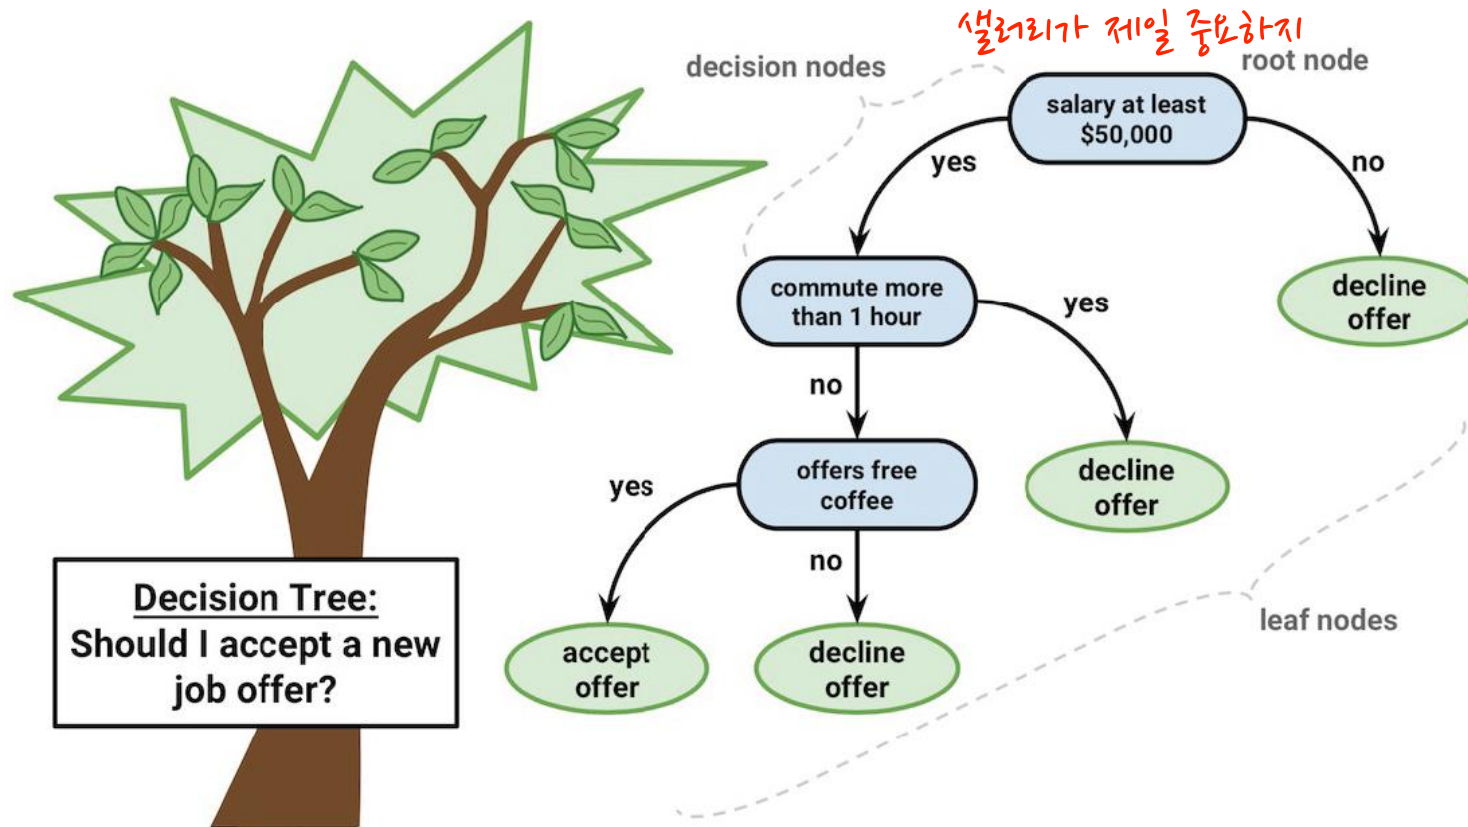 샐러리가 제일 중요하지
decision nodes
root node
salary at least
$50,000
yes
no
commute more
than 1 hour
decline
offer
yes
no
offers free
coffee
decline
offer
yes
no
accept
offer
decline
offer
leaf nodes
Decision Tree:
Should I accept a new
job offer?